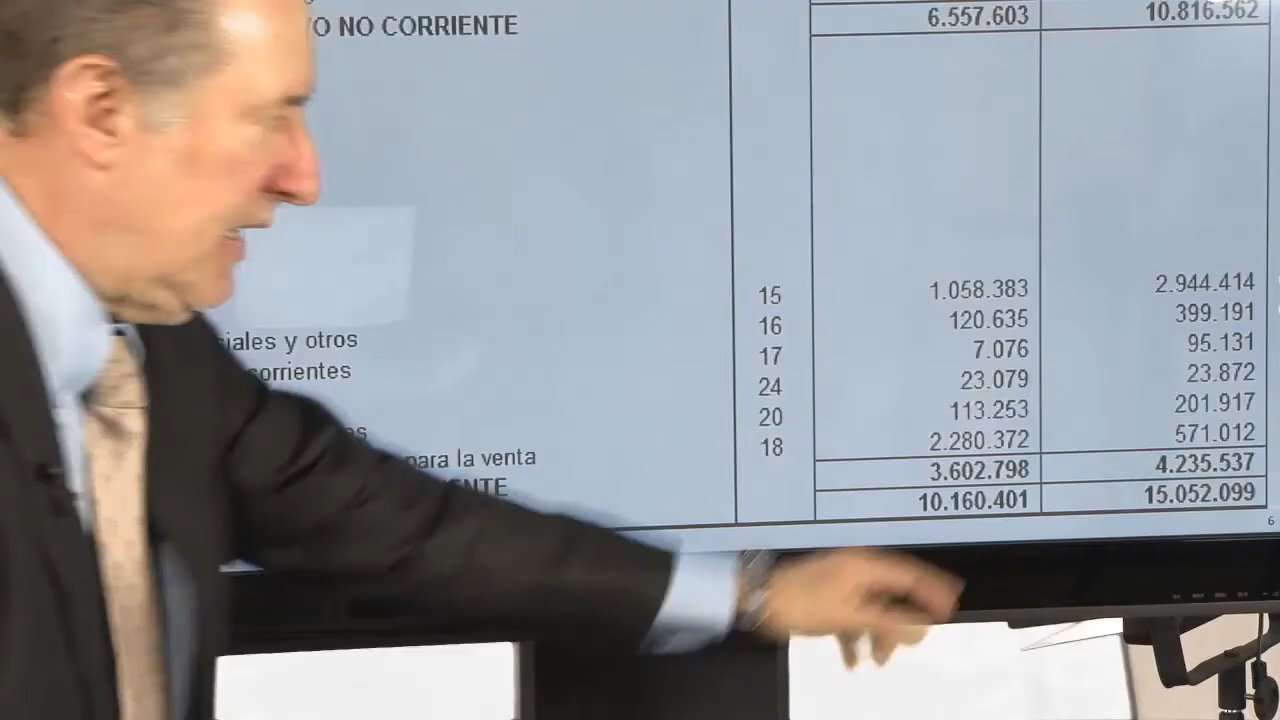 6.557.603 10.816.562
NO CORRIENTE
15 1.058.383 2.944.414
16 120.635 399.191
y otros 17 7.076 95.131
corrientes 24 23.079 23.872
20 113.253 201.917
para la venta 18 2.280.372 571.012
3.602.798 4.235.537
10.160.401 15.052.099
6